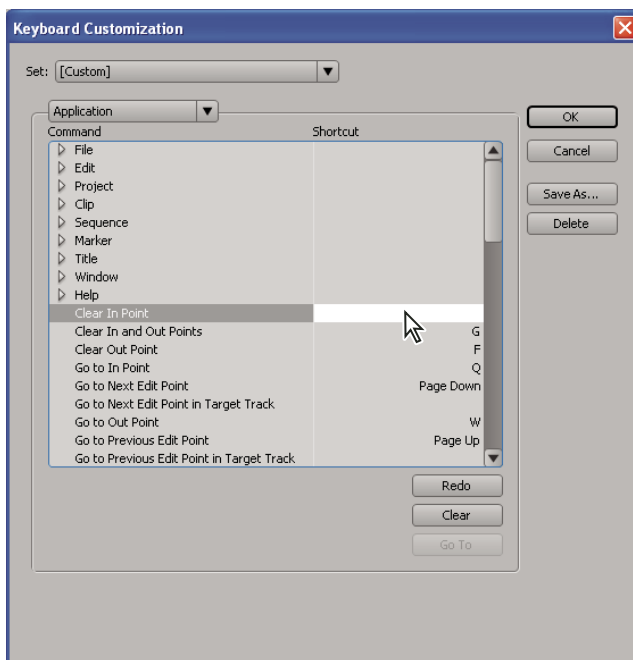 Keyboard Customization
Set: [Custom]
Application
Command Shortcut
File
Edit
Project
Clip
Sequence
Marker
Title
Window
Help
Clear In Point
Clear In and Out Points G
Clear Out Point F
Go to In Point Q
Go to Next Edit Point Page Down
Go to Next Edit Point in Target Track
Go to Out Point W
Go to Previous Edit Point Page Up
Go to Previous Edit Point in Target Track
Redo
Clear
Go To
OK
Cancel
Save As...
Delete